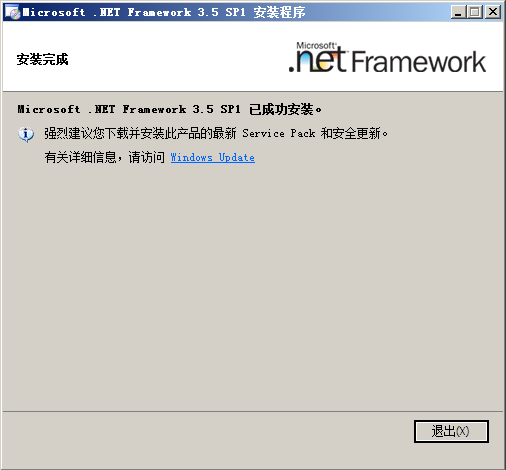 Microsoft .NET Framework 3.5 SP1 安装程序
安装完成
Microsoft
.net Framework
Microsoft .NET Framework 3.5 SP1 已成功安装。
强烈建议您下载并安装此产品的最新 Service Pack 和安全更新。
有关详细信息，请访问 Windows Update
退出(X)